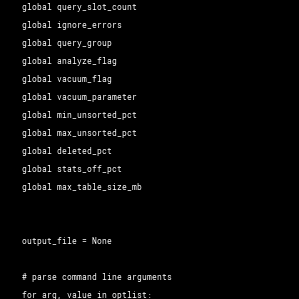 global query_slot_count
global ignore_errors
global query_group
global analyze_flag
global vacuum_flag
global vacuum_parameter
global min_unsorted_pct
global max_unsorted_pct
global deleted_pct
global stats_off_pct
global max_table_size_mb
output_file = None
# parse command line arguments
for arg, value in optlist: